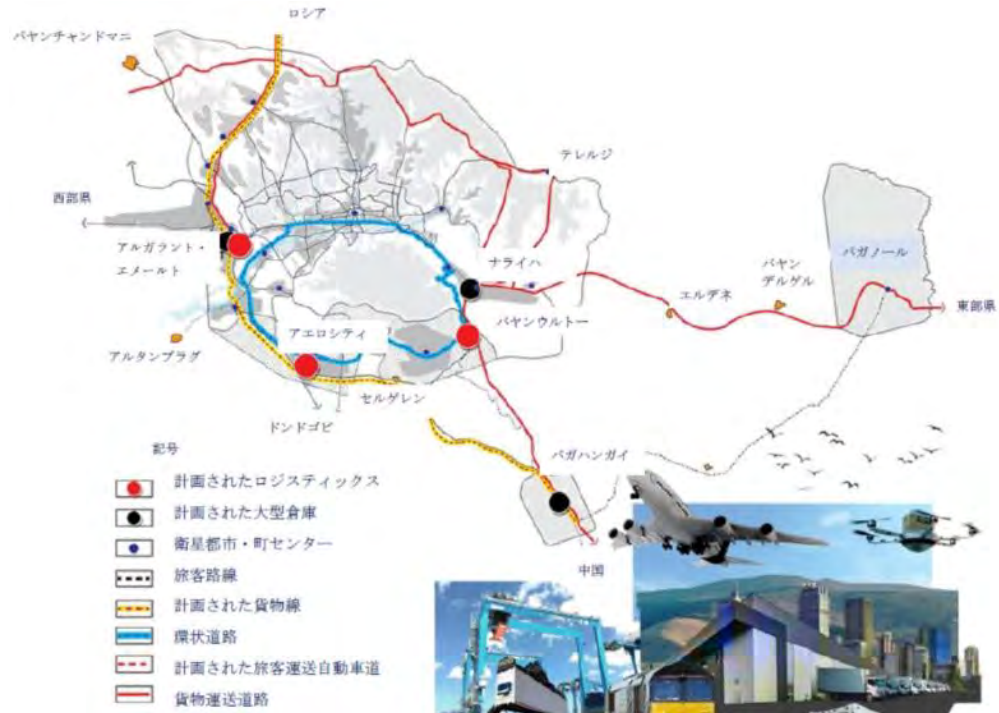 ロシア
バヤンチャンドマニ
テレルジ
西部県
アルガラント・
エメールト
ナライハ
バヤン
デルゲル
バガノール
エルデネ
東部県
アエロシティ
バヤンウルトー
アルタンブラグ
セルゲレン
ドンドゴビ
バガハンガイ
中国
記号
計画されたロジスティックス
計画された大型倉庫
衛星都市・町センター
旅客路線
計画された貨物線
環状道路
計画された旅客運送自動車道
貨物運送道路